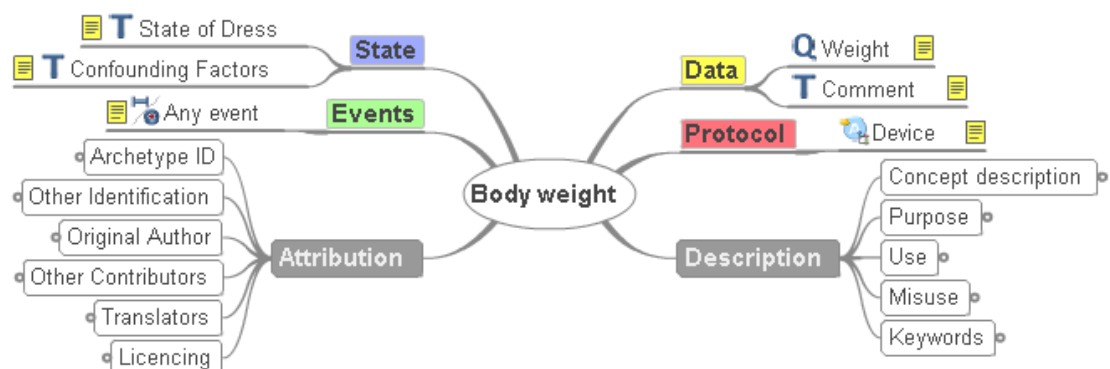 State of Dress
Confounding Factors
State
Any event
Events
Archetype ID
Other Identification
Original Author
Other Contributors
Translators
Licencing
Attribution
Body weight
Data
Q Weight
T Comment
Protocol
Device
Description
Concept description
Purpose
Use
Misuse
Keywords